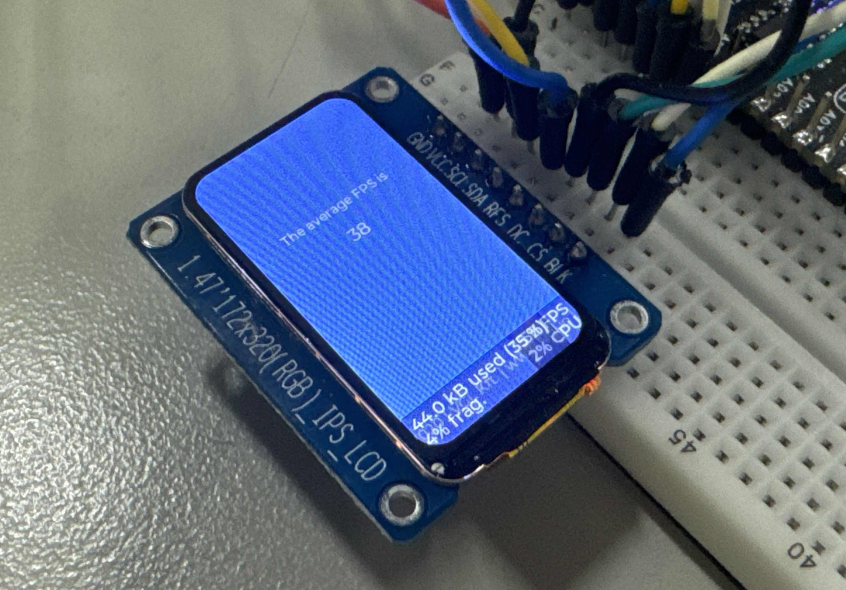 The average FPS is
38
44.0 kB used (35 %)
4% frag.
FPS
2% CPU
GND VCC SCL SDA RES DC CS BLK
1.47'172x320(RGB)_IPS_LCD
G
45
40